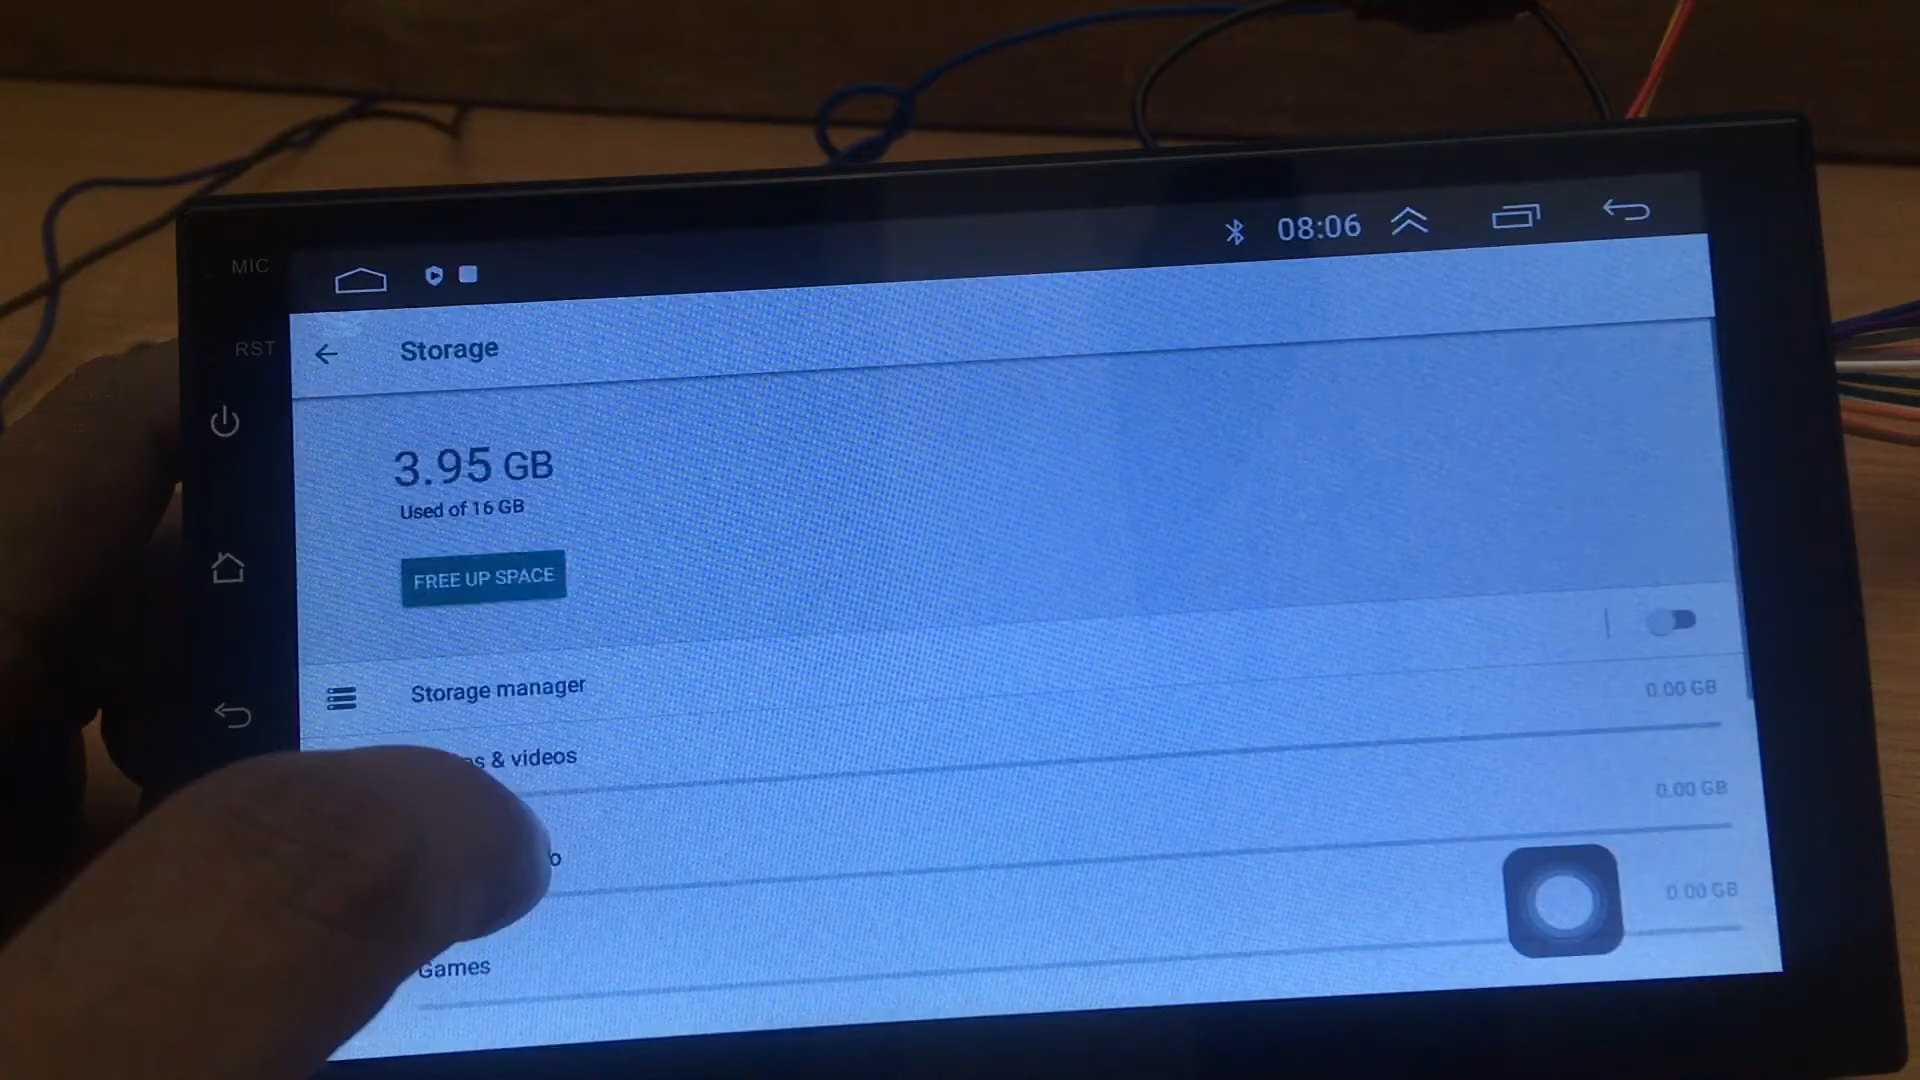 MIC
08:06
RST
Storage
3.95 GB
Used of 16 GB
FREE UP SPACE
Storage manager
0.00 GB
& videos
0.00 GB
0.00 GB
Games